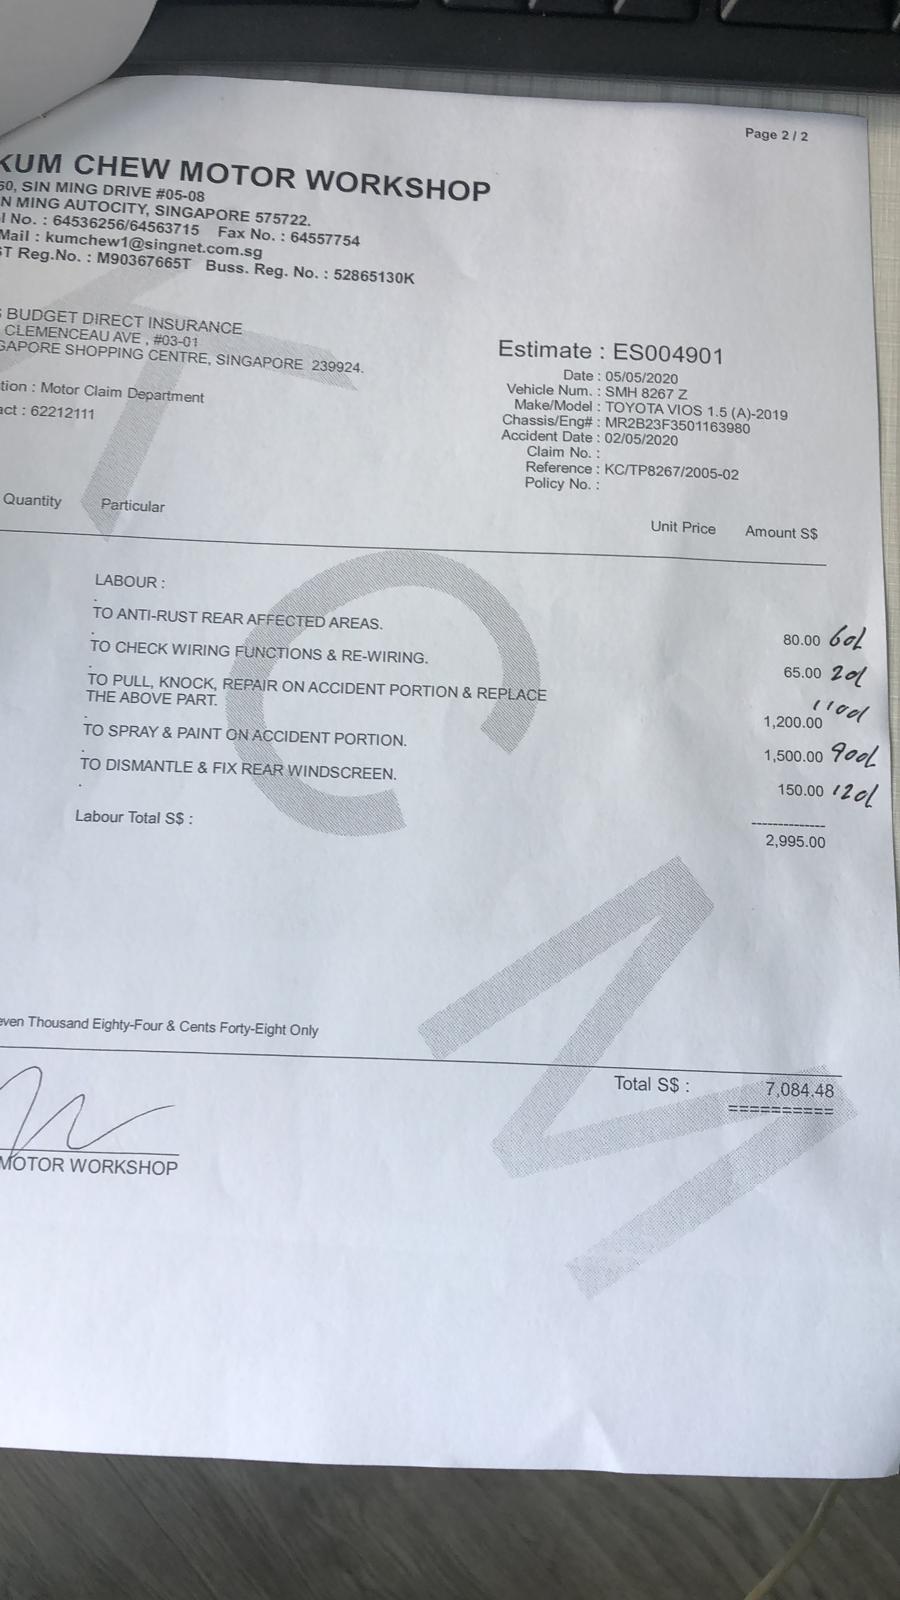 Page 2 / 2
KUM CHEW MOTOR WORKSHOP
60, SIN MING DRIVE #05-08
N MING AUTOCITY, SINGAPORE 575722.
l No. : 64536256/64563715 Fax No. : 64557754
Mail : kumchew1@singnet.com.sg
ST Reg.No. : M90367665T Buss. Reg. No. : 52865130K
S BUDGET DIRECT INSURANCE
CLEMENCEAU AVE , #03-01
GAPORE SHOPPING CENTRE, SINGAPORE 239924.
tion : Motor Claim Department
act : 62212111
Estimate : ES004901
Date : 05/05/2020
Vehicle Num. : SMH 8267 Z
Make/Model : TOYOTA VIOS 1.5 (A)-2019
Chassis/Eng# : MR2B23F3501163980
Accident Date : 02/05/2020
Claim No. :
Reference : KC/TP8267/2005-02
Policy No. :
Quantity Particular Unit Price Amount S$
LABOUR :
.
TO ANTI-RUST REAR AFFECTED AREAS. 80.00 60L
.
TO CHECK WIRING FUNCTIONS & RE-WIRING. 65.00 20L
.
TO PULL, KNOCK, REPAIR ON ACCIDENT PORTION & REPLACE
THE ABOVE PART. 1,200.00 1100L
.
TO SPRAY & PAINT ON ACCIDENT PORTION. 1,500.00 900L
.
TO DISMANTLE & FIX REAR WINDSCREEN. 150.00 120L
.
--------------
Labour Total S$ : 2,995.00
even Thousand Eighty-Four & Cents Forty-Eight Only
Total S$ : 7,084.48
==========
MOTOR WORKSHOP
K
C
M